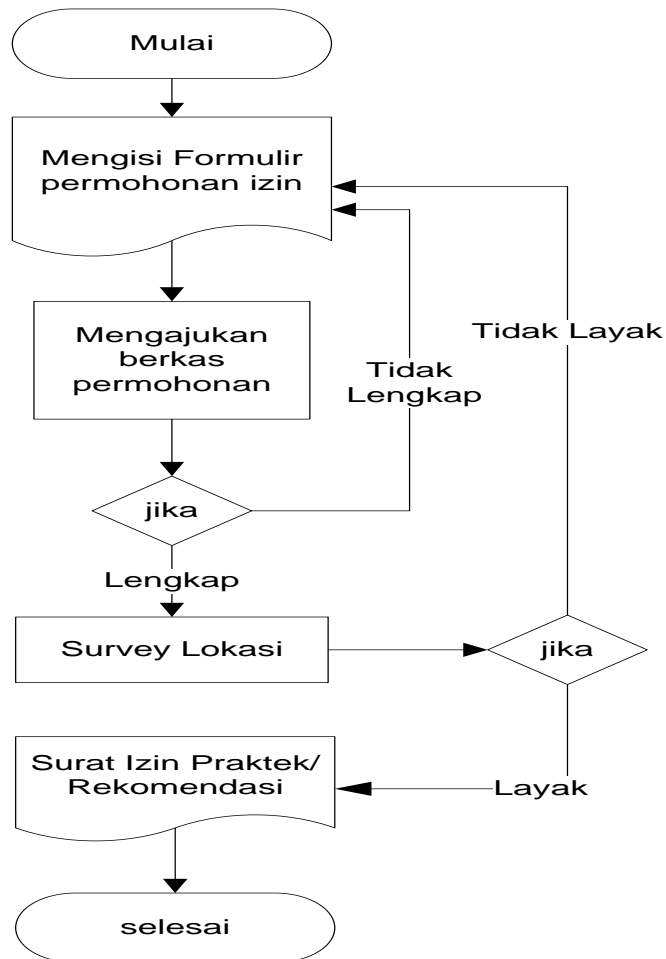 Mulai
Mengisi Formulir
permohonan izin
Mengajukan
berkas
permohonan
Tidak
Lengkap
Tidak Layak
jika
Lengkap
Survey Lokasi
jika
Surat Izin Praktek/
Rekomendasi
Layak
selesai